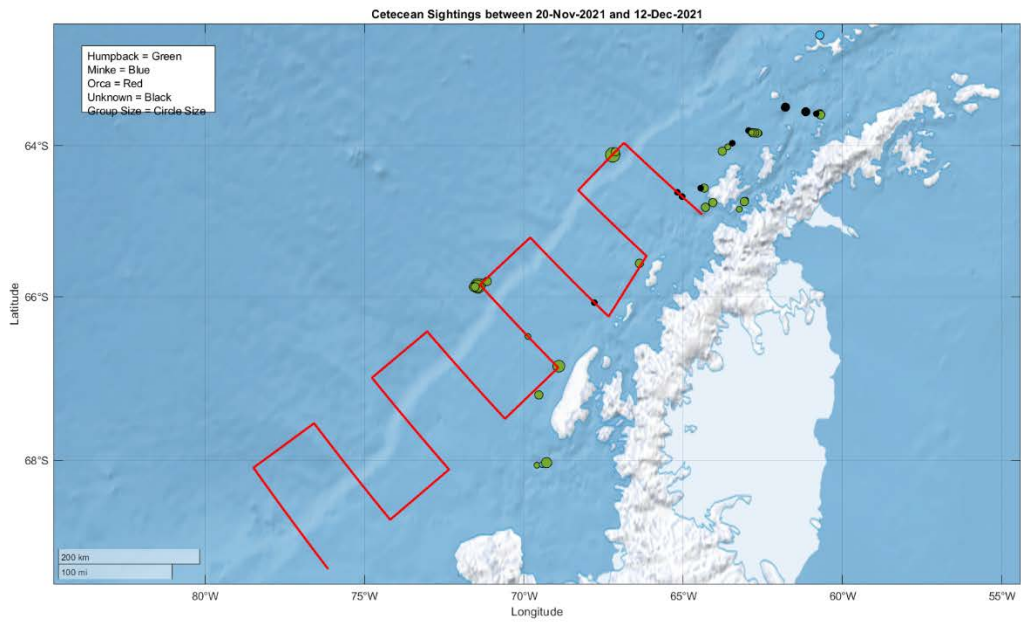 Cetecean Sightings between 20-Nov-2021 and 12-Dec-2021
Humpback = Green
Minke = Blue
Orca = Red
Unknown = Black
Group Size = Circle Size
64°S
66°S
68°S
Latitude
200 km
100 mi
80°W
75°W
70°W
65°W
60°W
55°W
Longitude